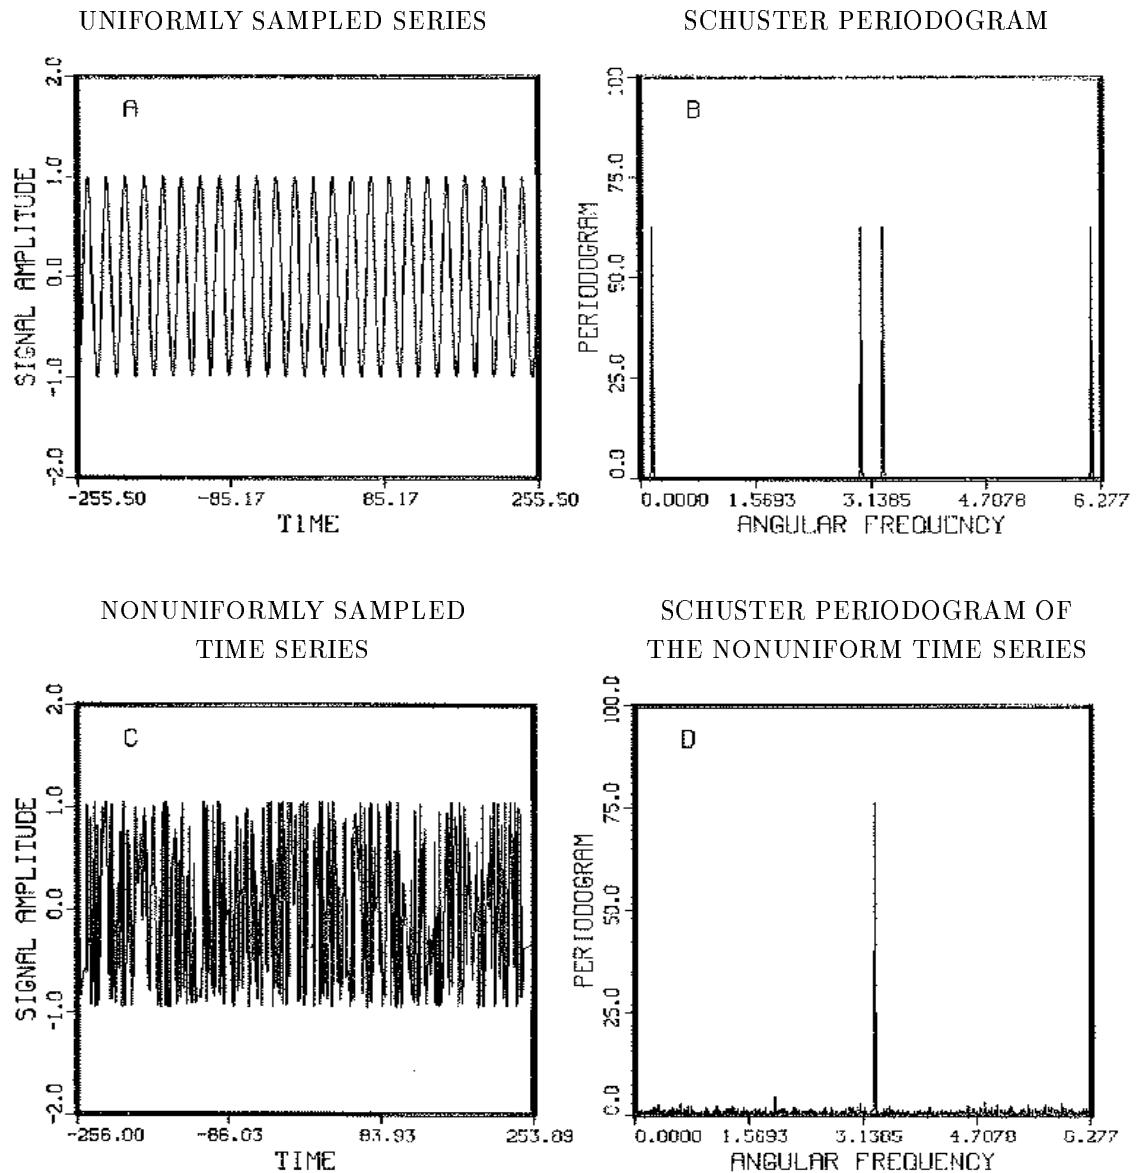 UNIFORMLY SAMPLED SERIES
SCHUSTER PERIODOGRAM
A
2.0
1.0
0.0
-1.0
-2.0
SIGNAL AMPLITUDE
-255.50 -85.17 85.17 255.50
TIME
B
100
75.0
50.0
25.0
0.0
PERIODOGRAM
0.0000 1.5693 3.1385 4.7078 6.277
ANGULAR FREQUENCY
NONUNIFORMLY SAMPLED
TIME SERIES
SCHUSTER PERIODOGRAM OF
THE NONUNIFORM TIME SERIES
C
2.0
1.0
0.0
-1.0
-2.0
SIGNAL AMPLITUDE
-256.00 -86.03 83.93 253.89
TIME
D
100.0
75.0
50.0
25.0
0.0
PERIODOGRAM
0.0000 1.5693 3.1385 4.7078 6.277
ANGULAR FREQUENCY